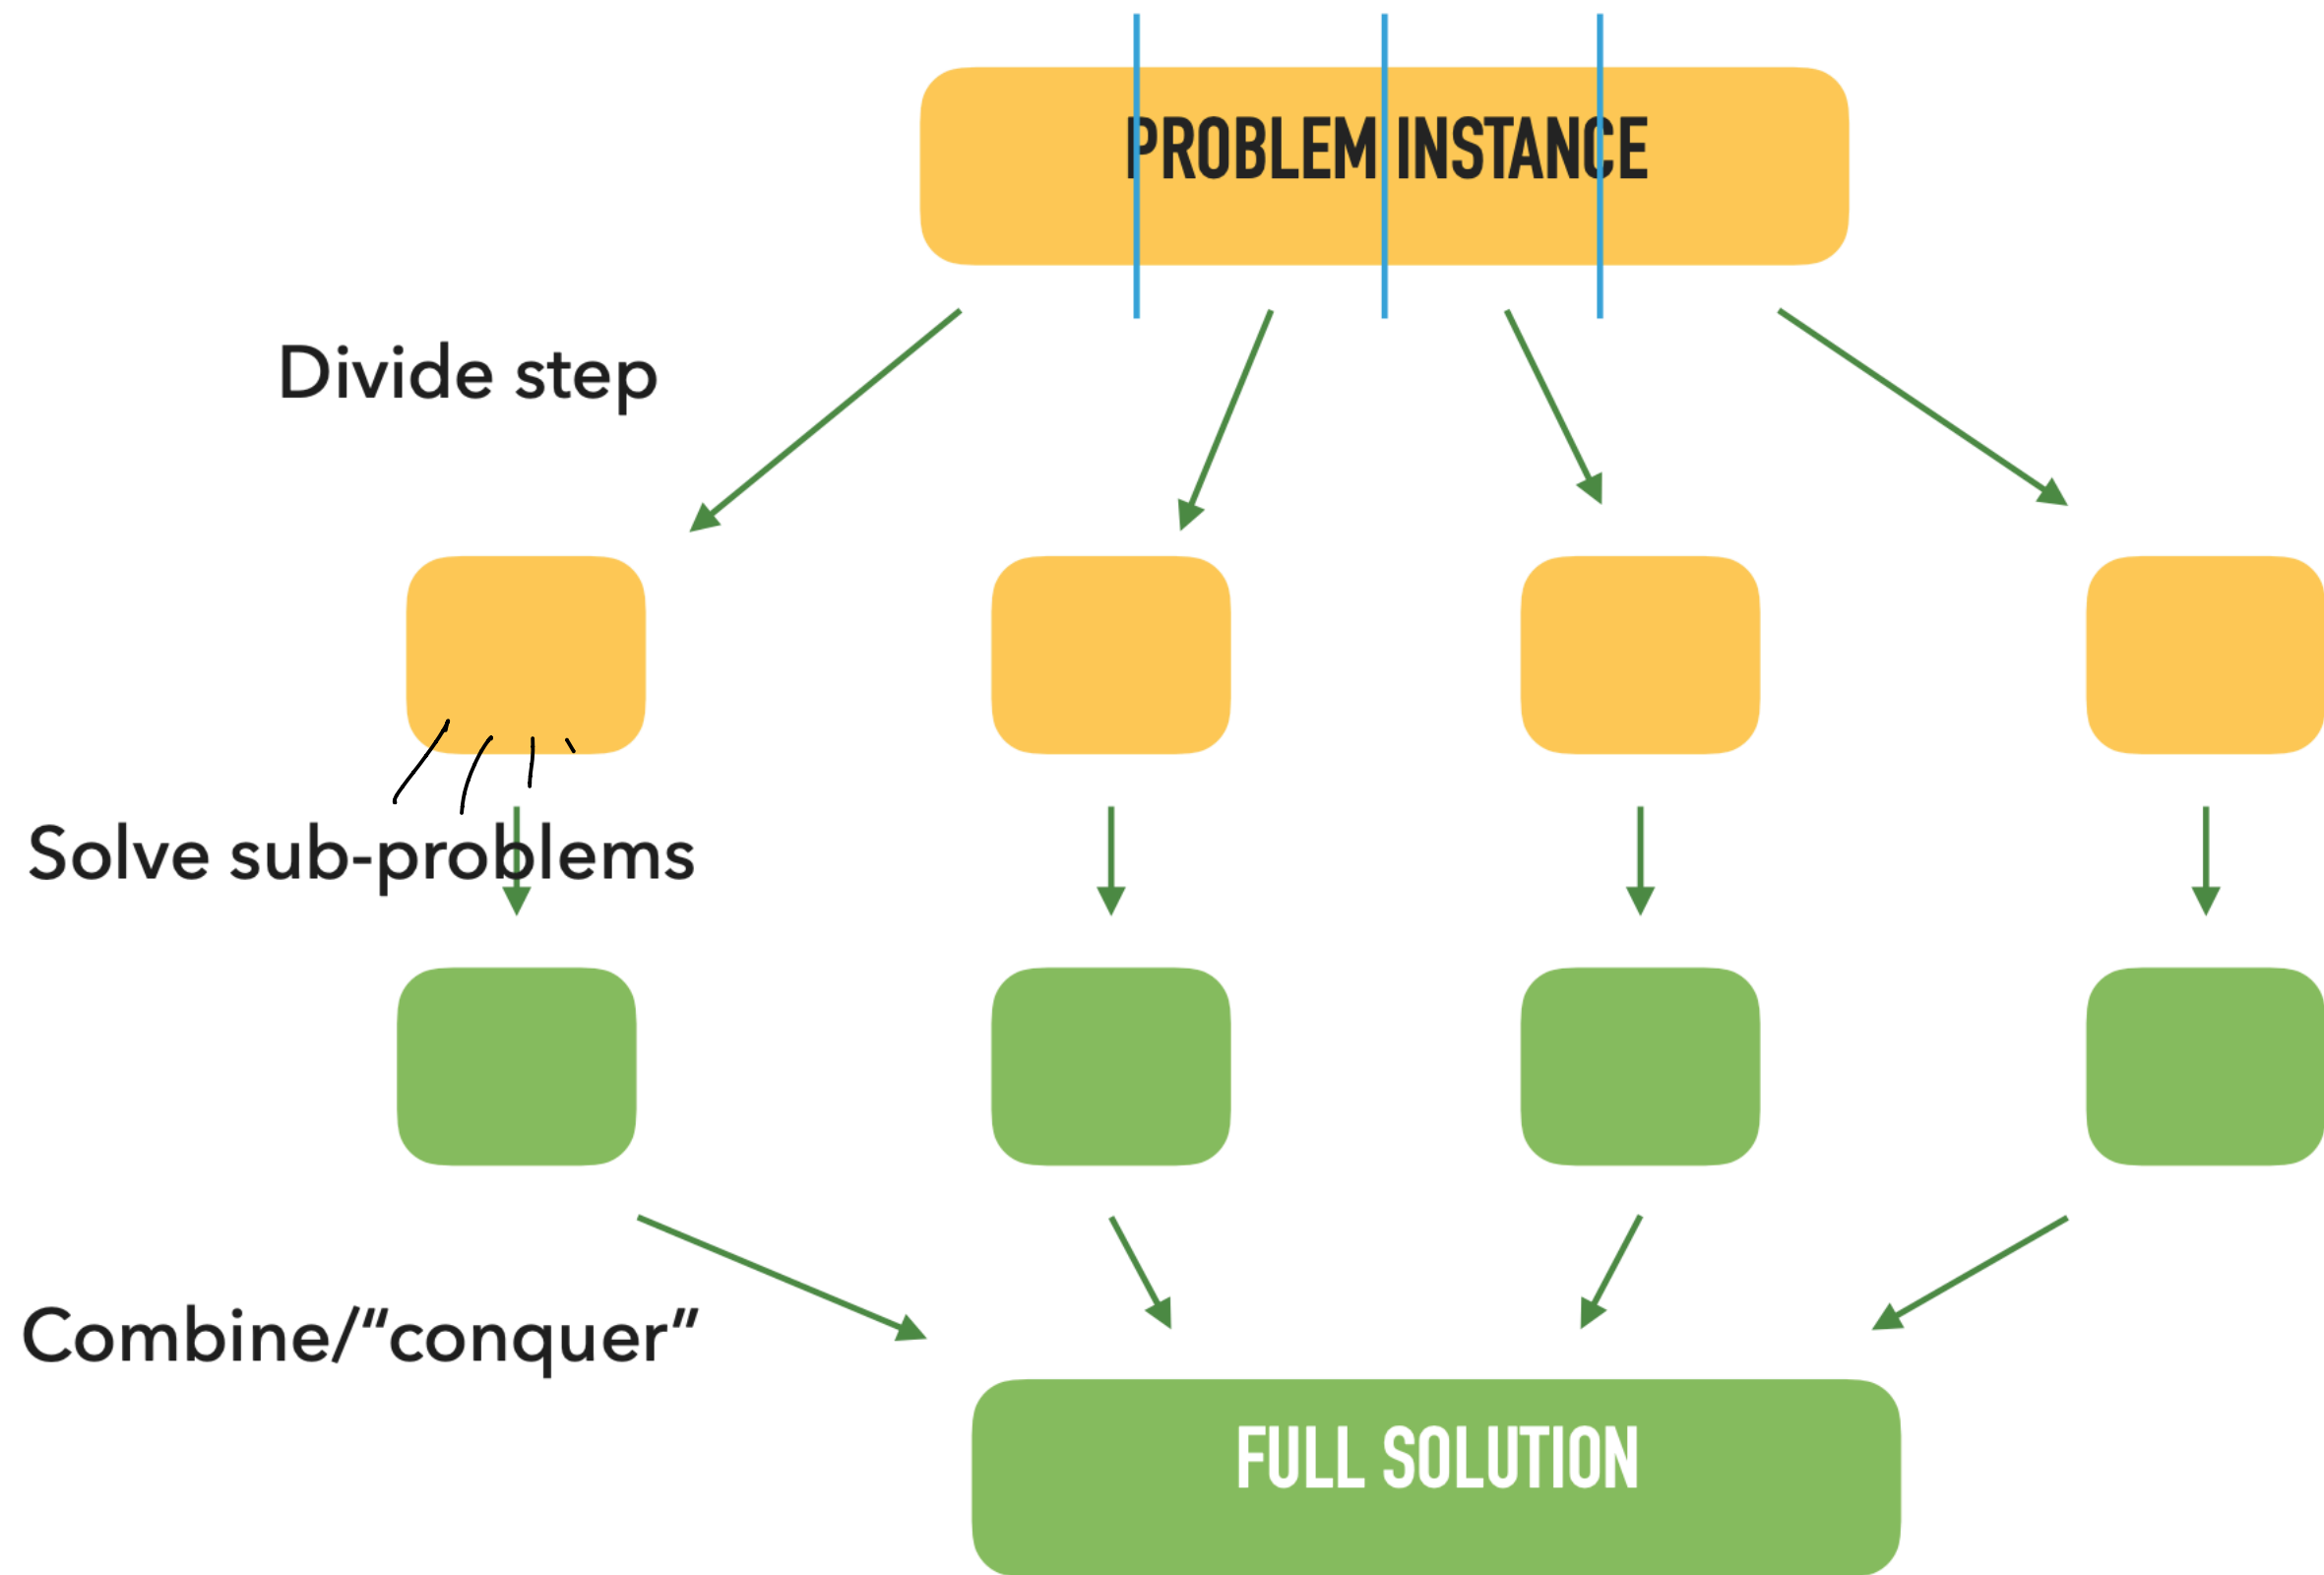 PROBLEM INSTANCE
Divide step
Solve sub-problems
Combine/“conquer”
FULL SOLUTION